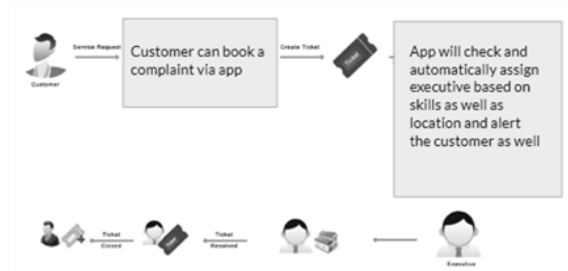 Service Request
Customer can book a
complaint via app
Create Ticket
Ticket
App will check and
automatically assign
executive based on
skills as well as
location and alert
the customer as well
Customer
Ticket
Closed
Ticket
Ticket
Resolved
Executive